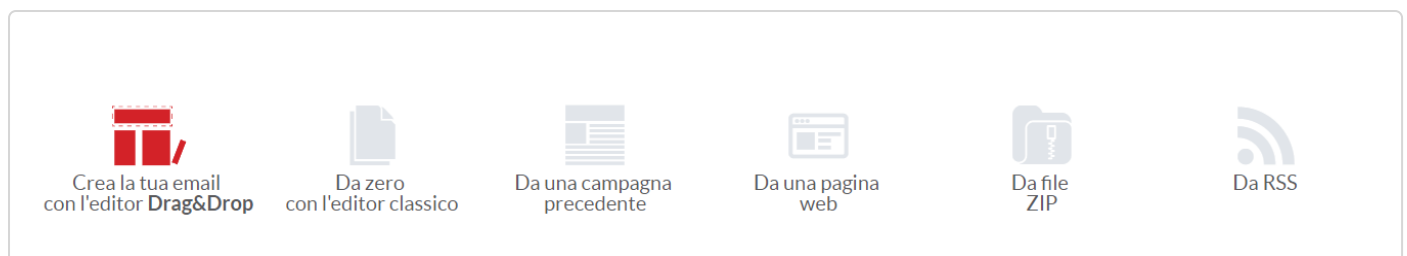 Crea la tua email
con l'editor Drag&Drop
Da zero
con l'editor classico
Da una campagna
precedente
Da una pagina
web
Da file
ZIP
Da RSS